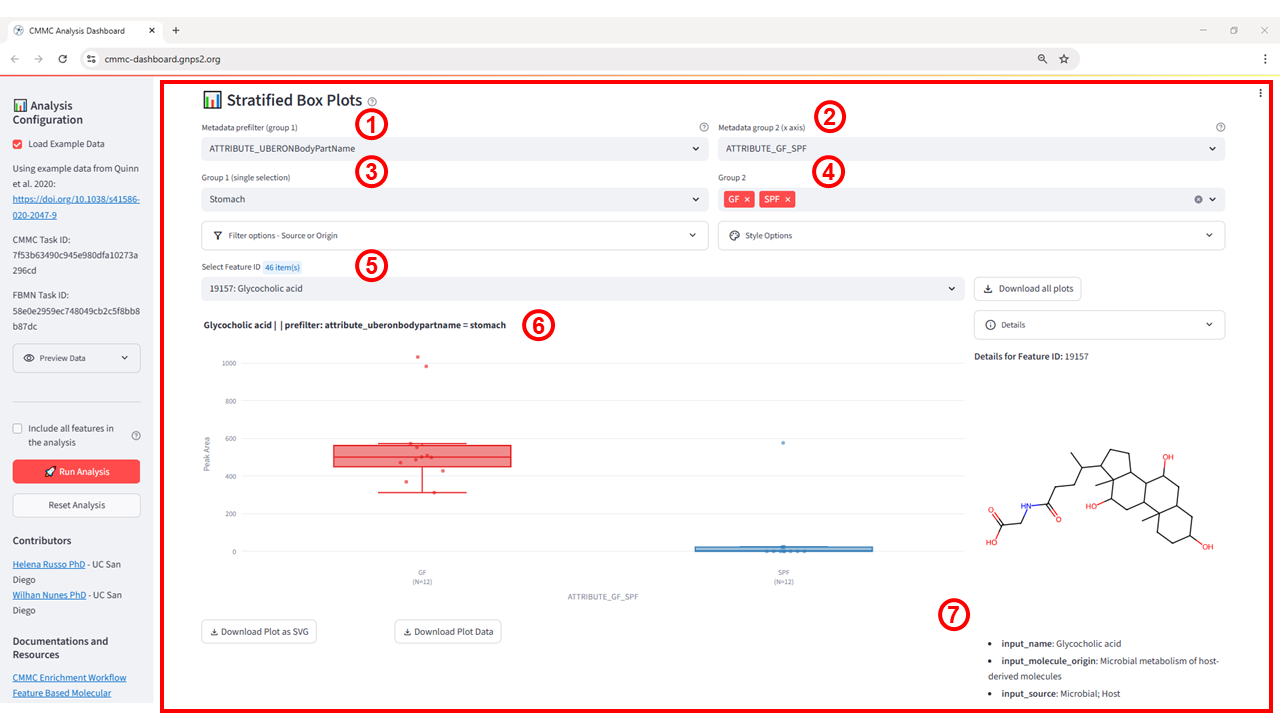 CMMC Analysis Dashboard
cmmc-dashboard.gnps2.org
Analysis
Configuration
Load Example Data
Using example data from Quinn
et al. 2020:
https://doi.org/10.1038/s41586-
020-2047-9
CMMC Task ID:
7f53b63490c945e980dfa10273a
296cd
FBMN Task ID:
58e0e2959ec748049cb2c5f8bb8
b87dc
Preview Data
Include all features in
the analysis
Run Analysis
Reset Analysis
Contributors
Helena Russo PhD - UC San
Diego
Wilhan Nunes PhD - UC San
Diego
Documentations and
Resources
CMMC Enrichment Workflow
Feature Based Molecular
Stratified Box Plots
Metadata prefilter (group 1)
1
Metadata group 2 (x axis)
2
ATTRIBUTE_UBERONBodyPartName
ATTRIBUTE_GF_SPF
Group 1 (single selection)
3
Group 2
4
Stomach
GF × SPF ×
Filter options - Source or Origin
Style Options
Select Feature ID 46 item(s)
5
19157: Glycocholic acid
Download all plots
Glycocholic acid | | prefilter: attribute_uberonbodypartname = stomach
6
Details
Details for Feature ID: 19157
1000
800
600
400
200
0
Peak Area
GF
(N=12)
SPF
(N=12)
ATTRIBUTE_GF_SPF
OH
HN
HO
O
O
HO
OH
Download Plot as SVG
Download Plot Data
7
• input_name: Glycocholic acid
• input_molecule_origin: Microbial metabolism of host-
derived molecules
• input_source: Microbial; Host